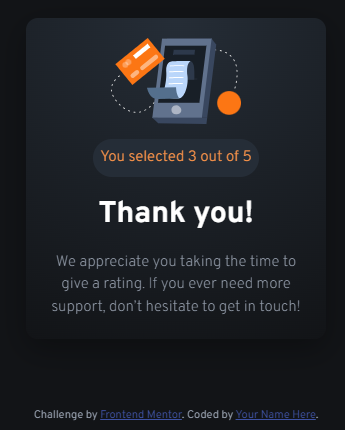 You selected 3 out of 5
Thank you!
We appreciate you taking the time to
give a rating. If you ever need more
support, don’t hesitate to get in touch!
Challenge by Frontend Mentor. Coded by Your Name Here.